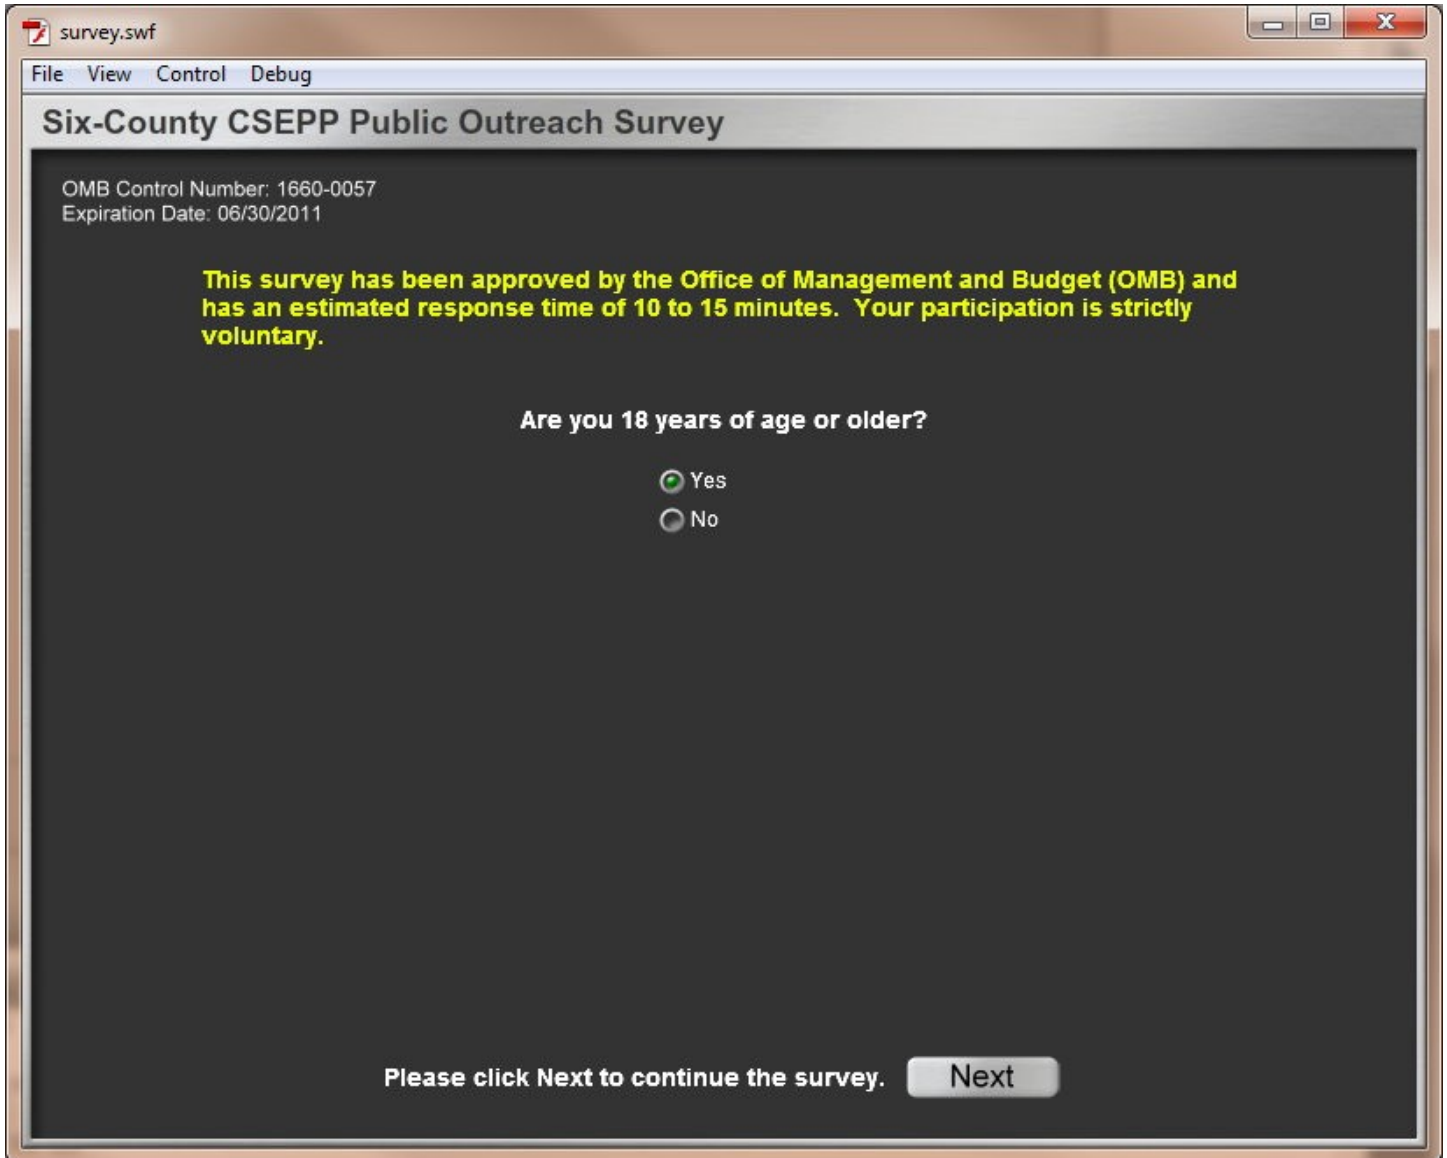 survey.swf
File View Control Debug
Six-County CSEPP Public Outreach Survey
OMB Control Number: 1660-0057
Expiration Date: 06/30/2011
This survey has been approved by the Office of Management and Budget (OMB) and
has an estimated response time of 10 to 15 minutes.  Your participation is strictly
voluntary.
Are you 18 years of age or older?
Yes
No
Please click Next to continue the survey. Next